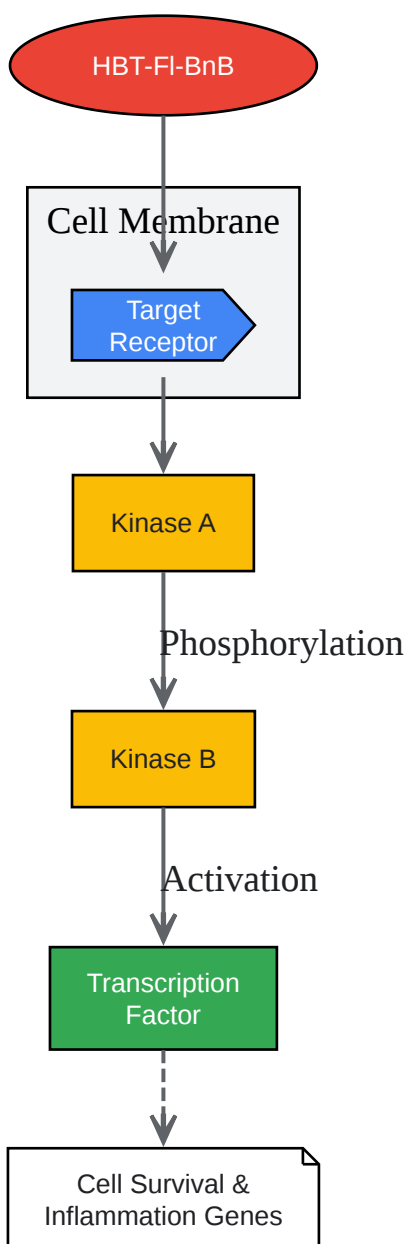 HBT-Fl-BnB
Cell Membrane
Target
Receptor
Kinase A
Phosphorylation
Kinase B
Activation
Transcription
Factor
Cell Survival &
Inflammation Genes